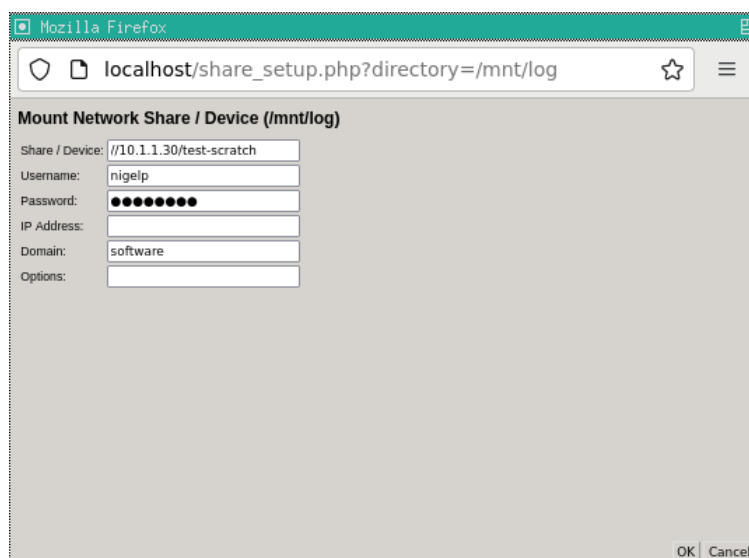 Mozilla Firefox
localhost/share_setup.php?directory=/mnt/log
Mount Network Share / Device (/mnt/log)
Share / Device: //10.1.1.30/test-scratch
Username: nigelp
Password: ●●●●●●●●
IP Address:
Domain: software
Options:
OK Cancel